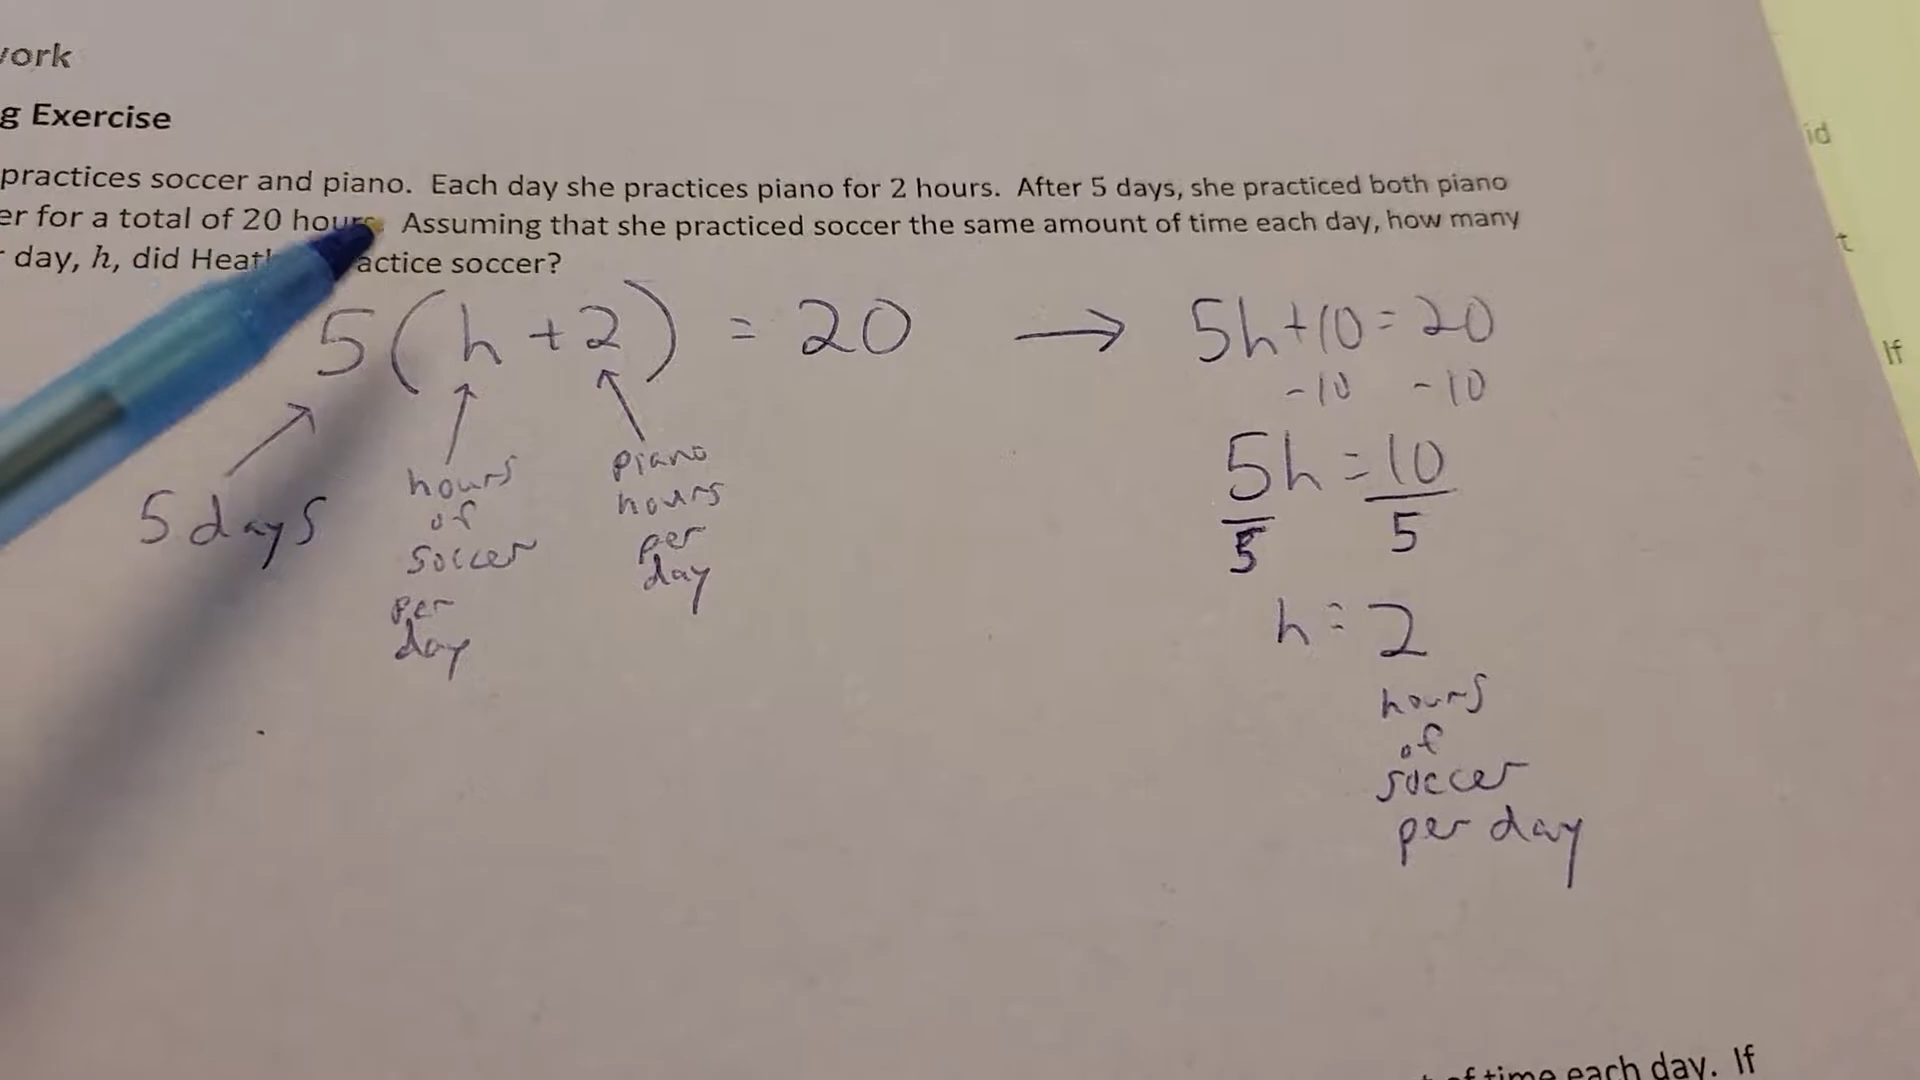 work
g Exercise
practices soccer and piano. Each day she practices piano for 2 hours. After 5 days, she practiced both piano
er for a total of 20 hours. Assuming that she practiced soccer the same amount of time each day, how many
r day, h, did Heat actice soccer?
5(h+2) = 20 → 5h+10=20
-10 -10
5h = 10
5 5
h = 2
hours
of
soccer
per day
5 days
hours
of
soccer
per
day
piano
hours
per
day
id
t
If
of time each day. If